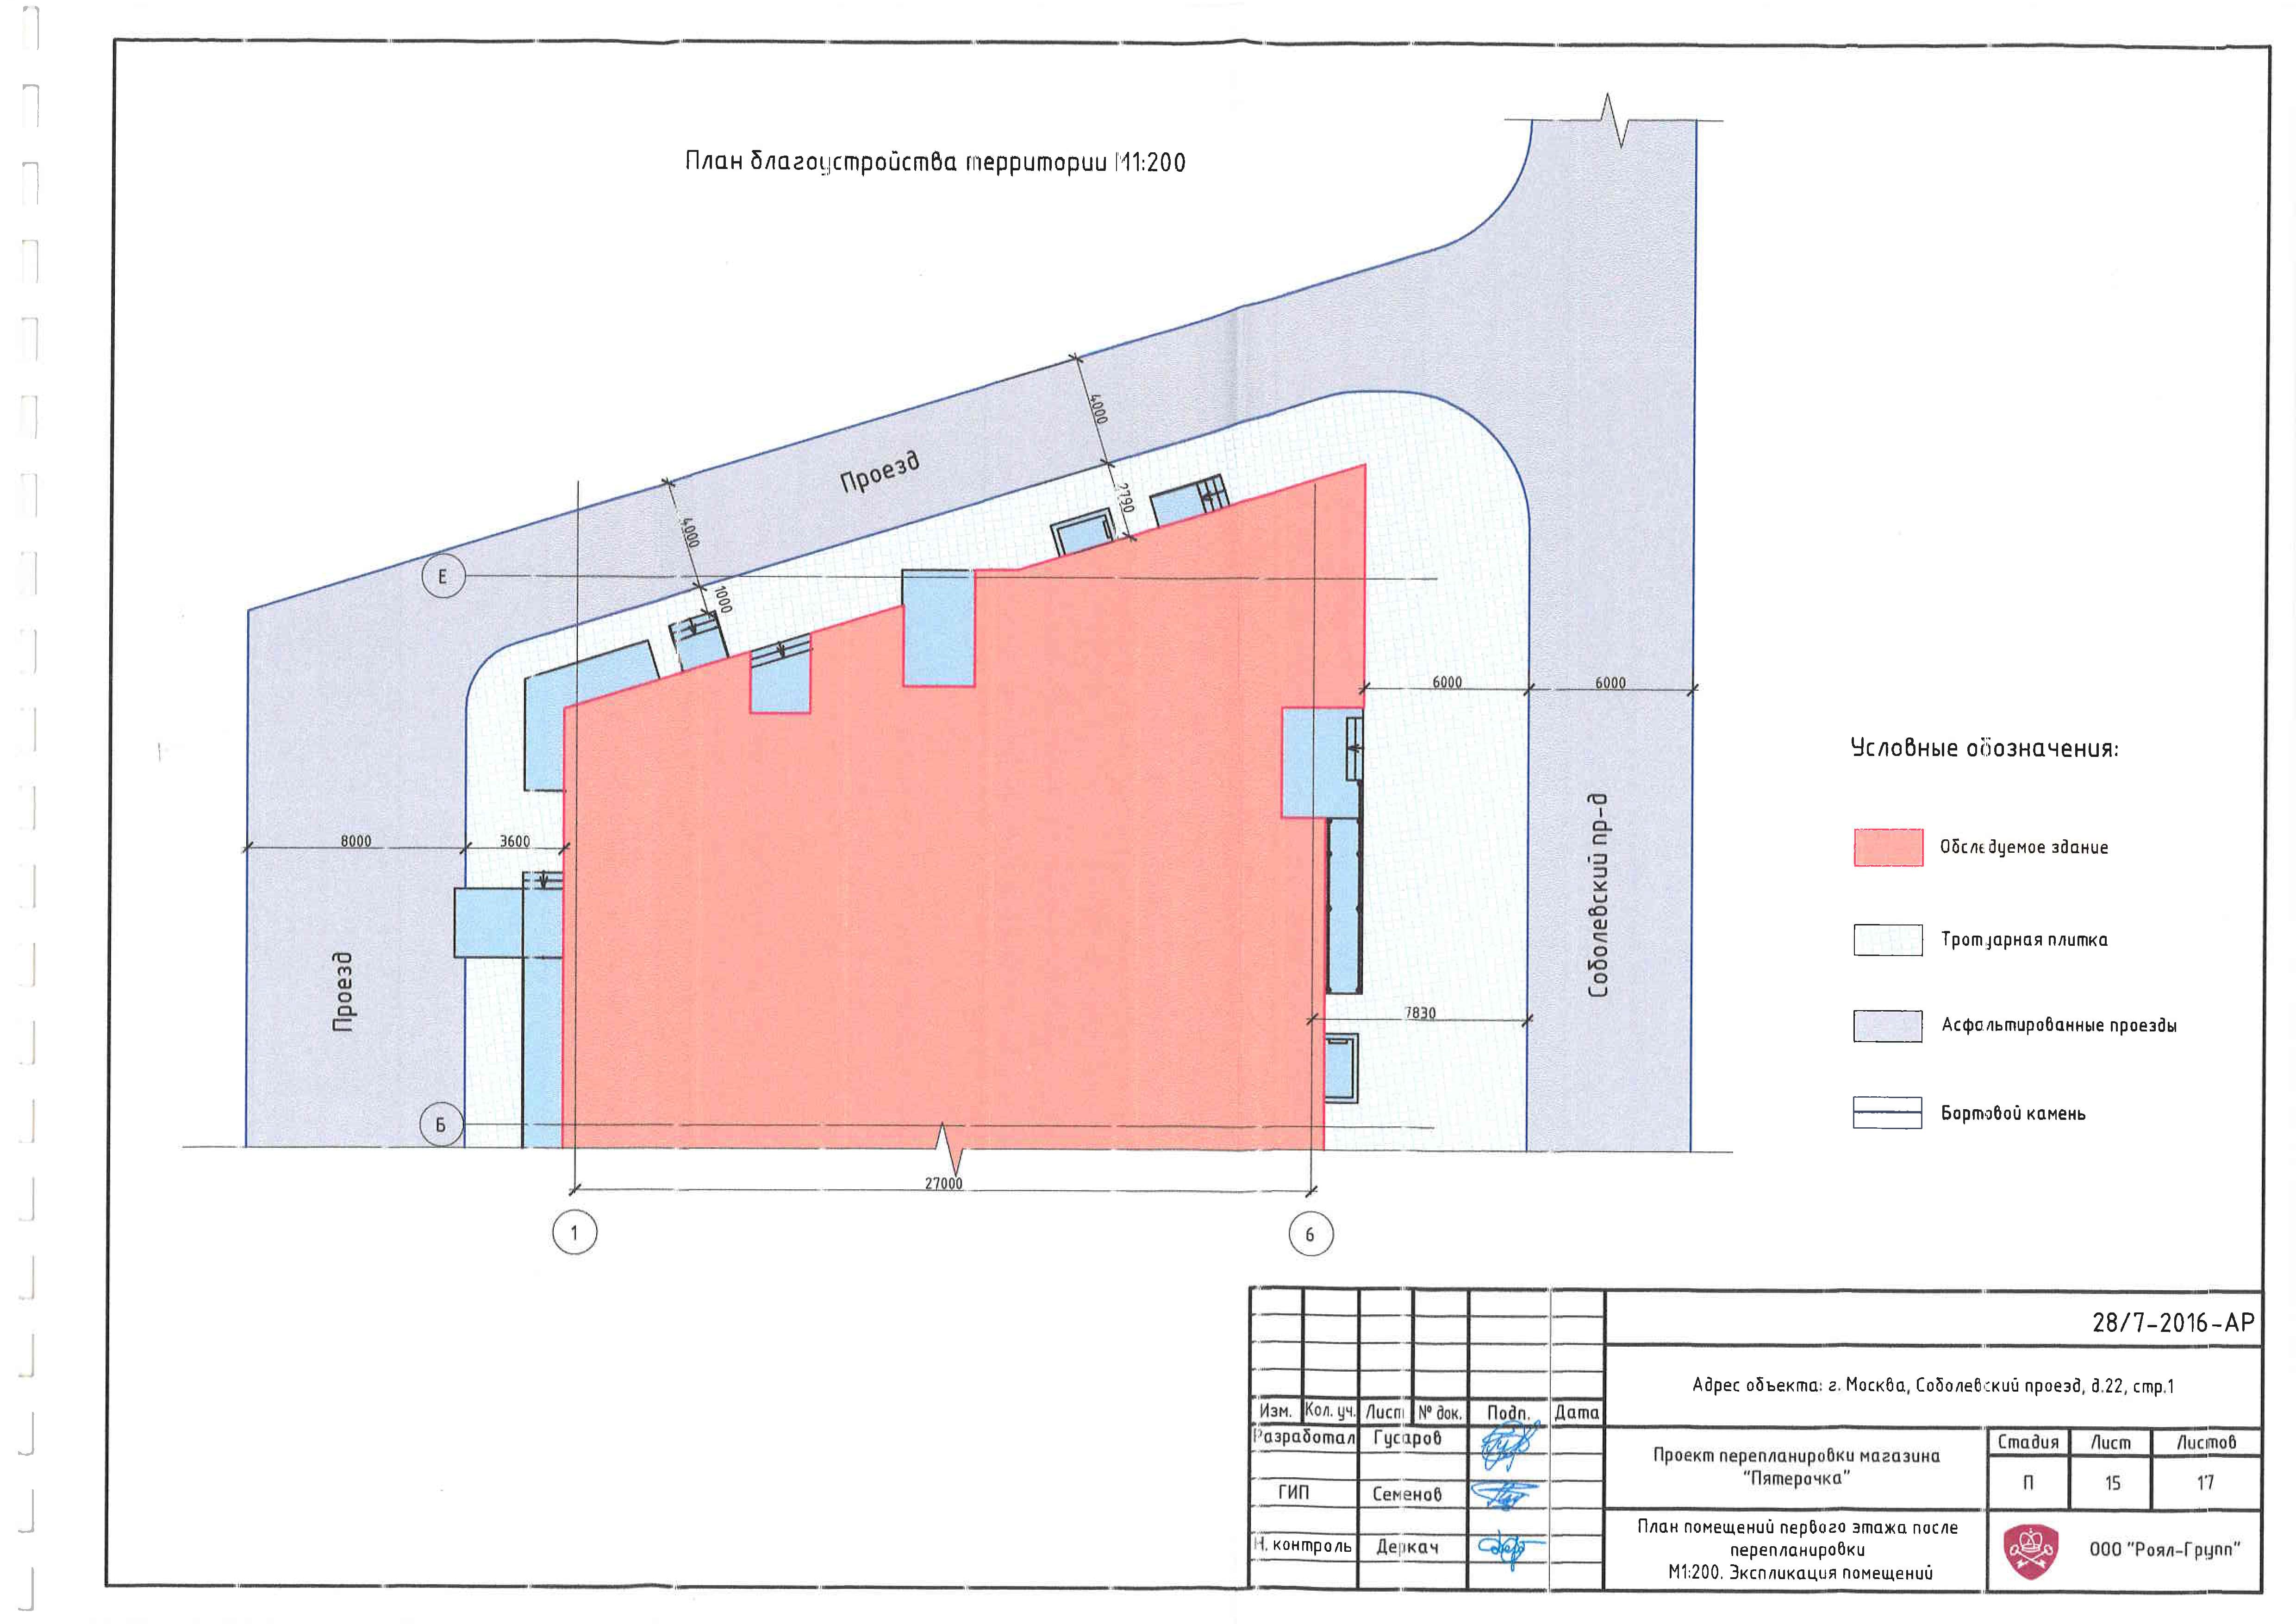 План благоустройства территории М1:200
4000
Проезд
4000
2790
Е
1000
6000
6000
Условные обозначения:
Обследуемое здание
8000
3600
Тротуарная плитка
Соболевский пр-д
Проезд
7830
Асфальтированные проезды
Б
Бортовой камень
27000
1
6
28/7-2016-АР
Адрес объекта: г. Москва, Соболевский проезд, д.22, стр.1
Изм. Кол. уч. Лист № док. Подп. Дата
Разработал Гусаров
ГИП Семенов
Н. контроль Деркач
Проект перепланировки магазина
"Пятерочка"
Стадия Лист Листов
П 15 17
План помещений первого этажа после
перепланировки
М1:200. Экспликация помещений
ООО "Роял-Групп"